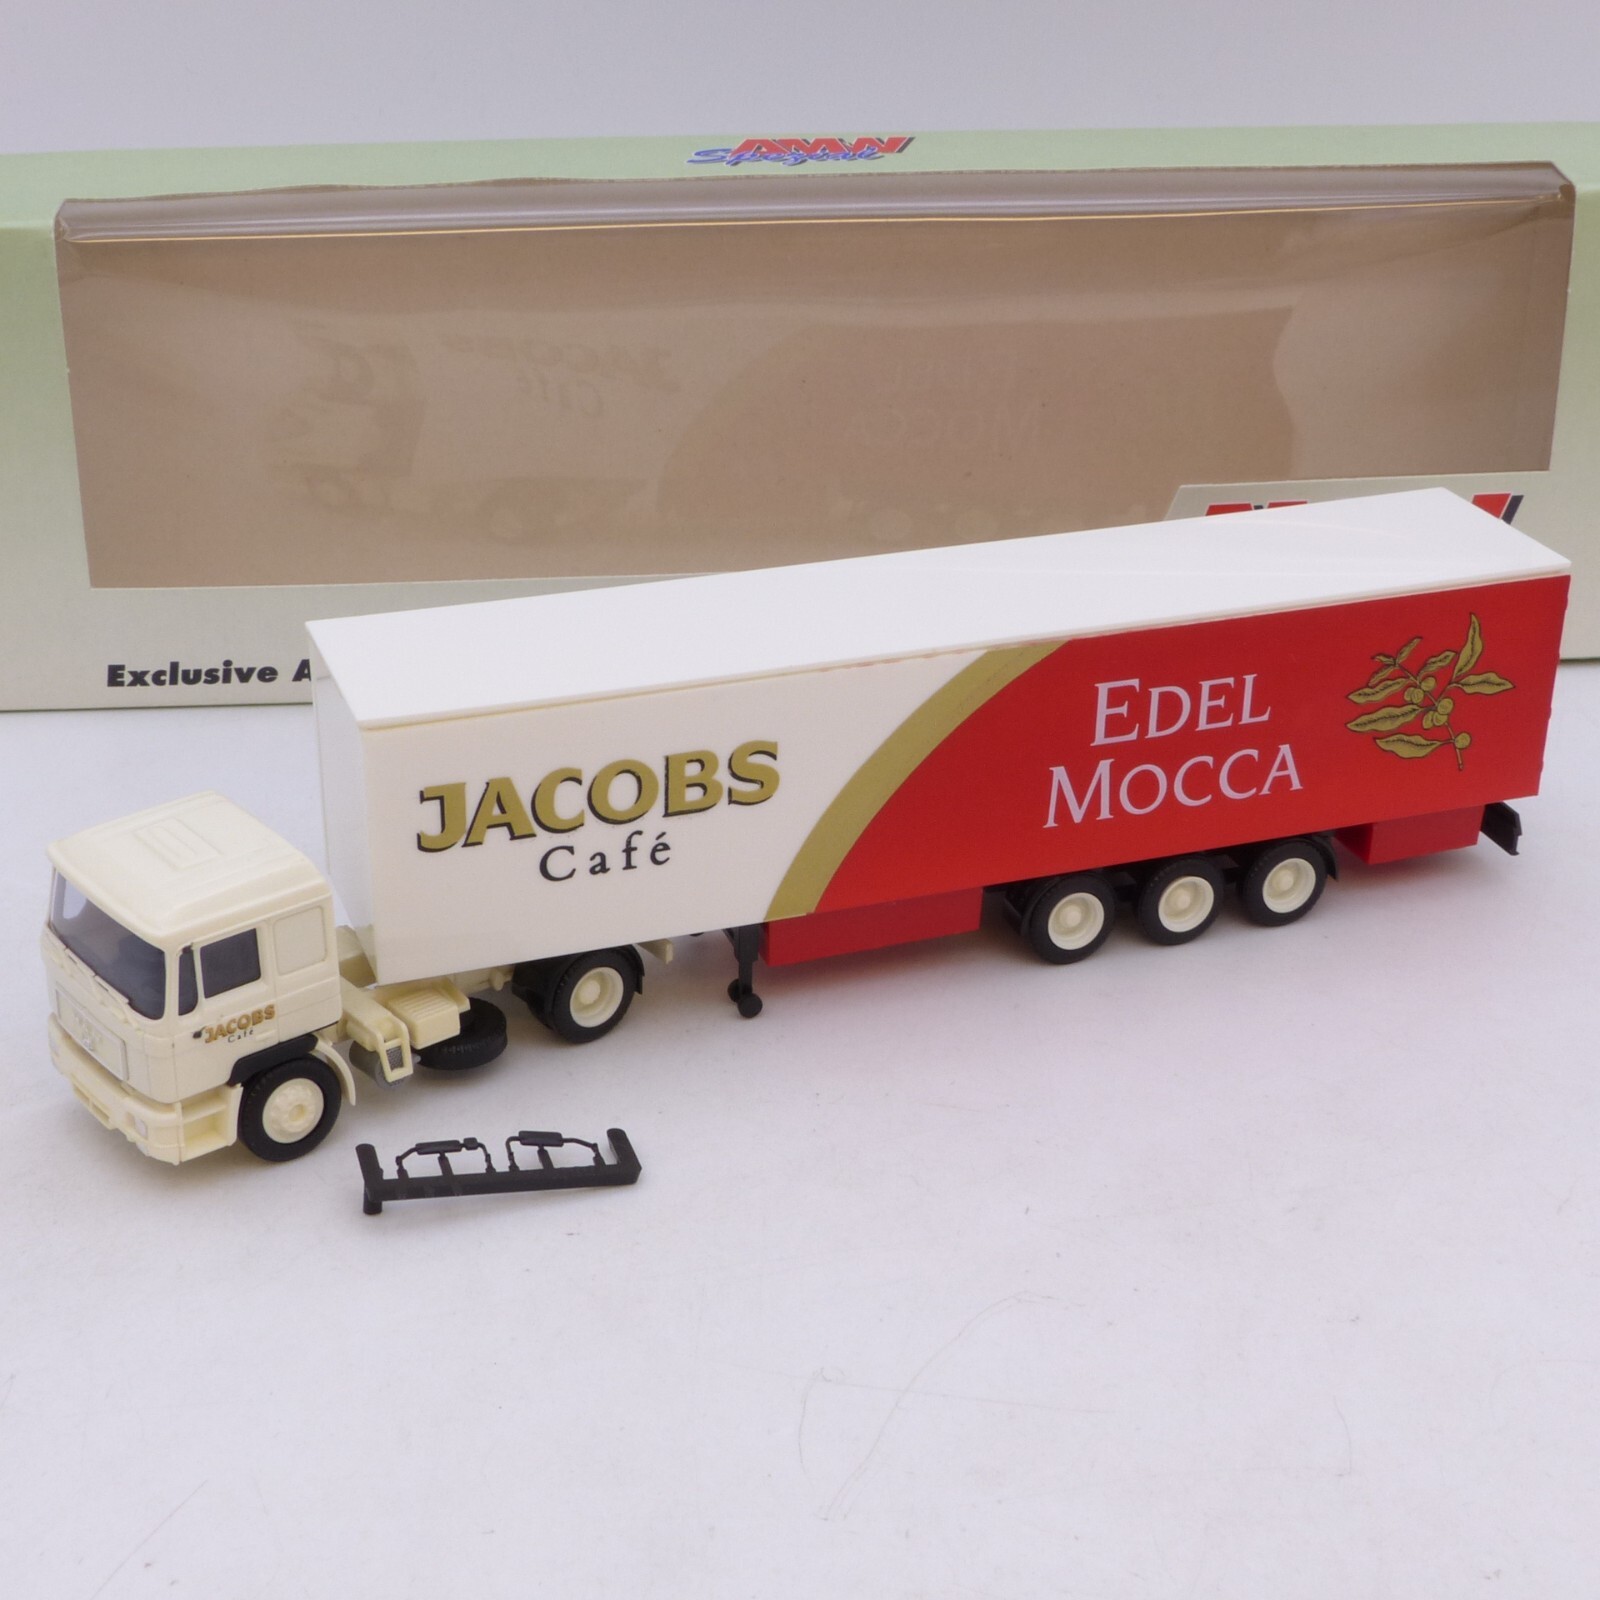 AMW
Spezial
Exclusive A
JACOBS
Café
EDEL
MOCCA
JACOBS
Café